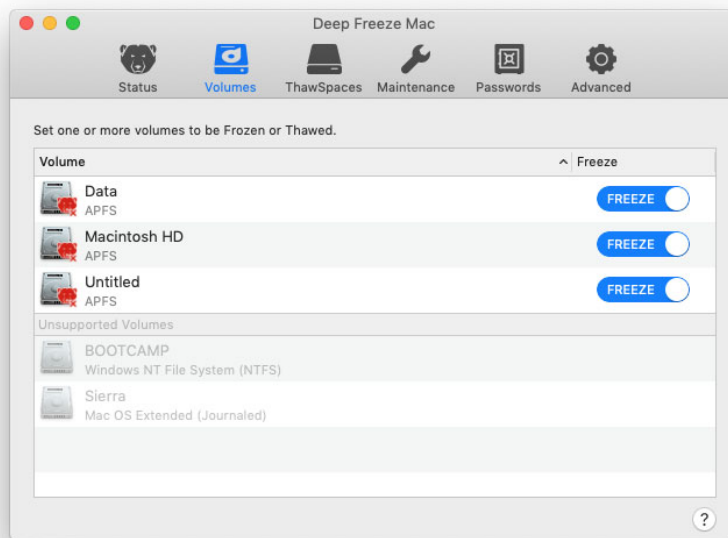 Deep Freeze Mac
Status Volumes ThawSpaces Maintenance Passwords Advanced
Set one or more volumes to be Frozen or Thawed.
Volume Freeze
Data
APFS
FREEZE
Macintosh HD
APFS
FREEZE
Untitled
APFS
FREEZE
Unsupported Volumes
BOOTCAMP
Windows NT File System (NTFS)
Sierra
Mac OS Extended (Journaled)
?